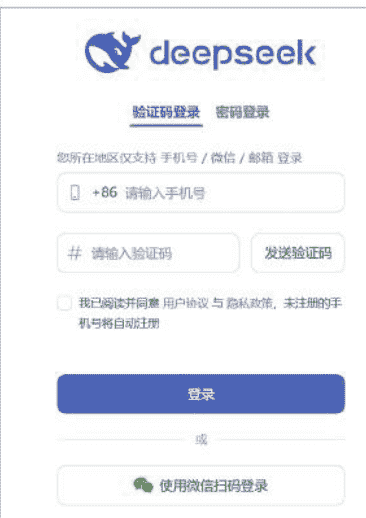 deepseek
验证码登录 密码登录
您所在地区仅支持 手机号 / 微信 / 邮箱 登录
+86 请输入手机号
# 请输入验证码 发送验证码
我已阅读并同意 用户协议 与 隐私政策，未注册的手
机号将自动注册
登录
或
使用微信扫码登录